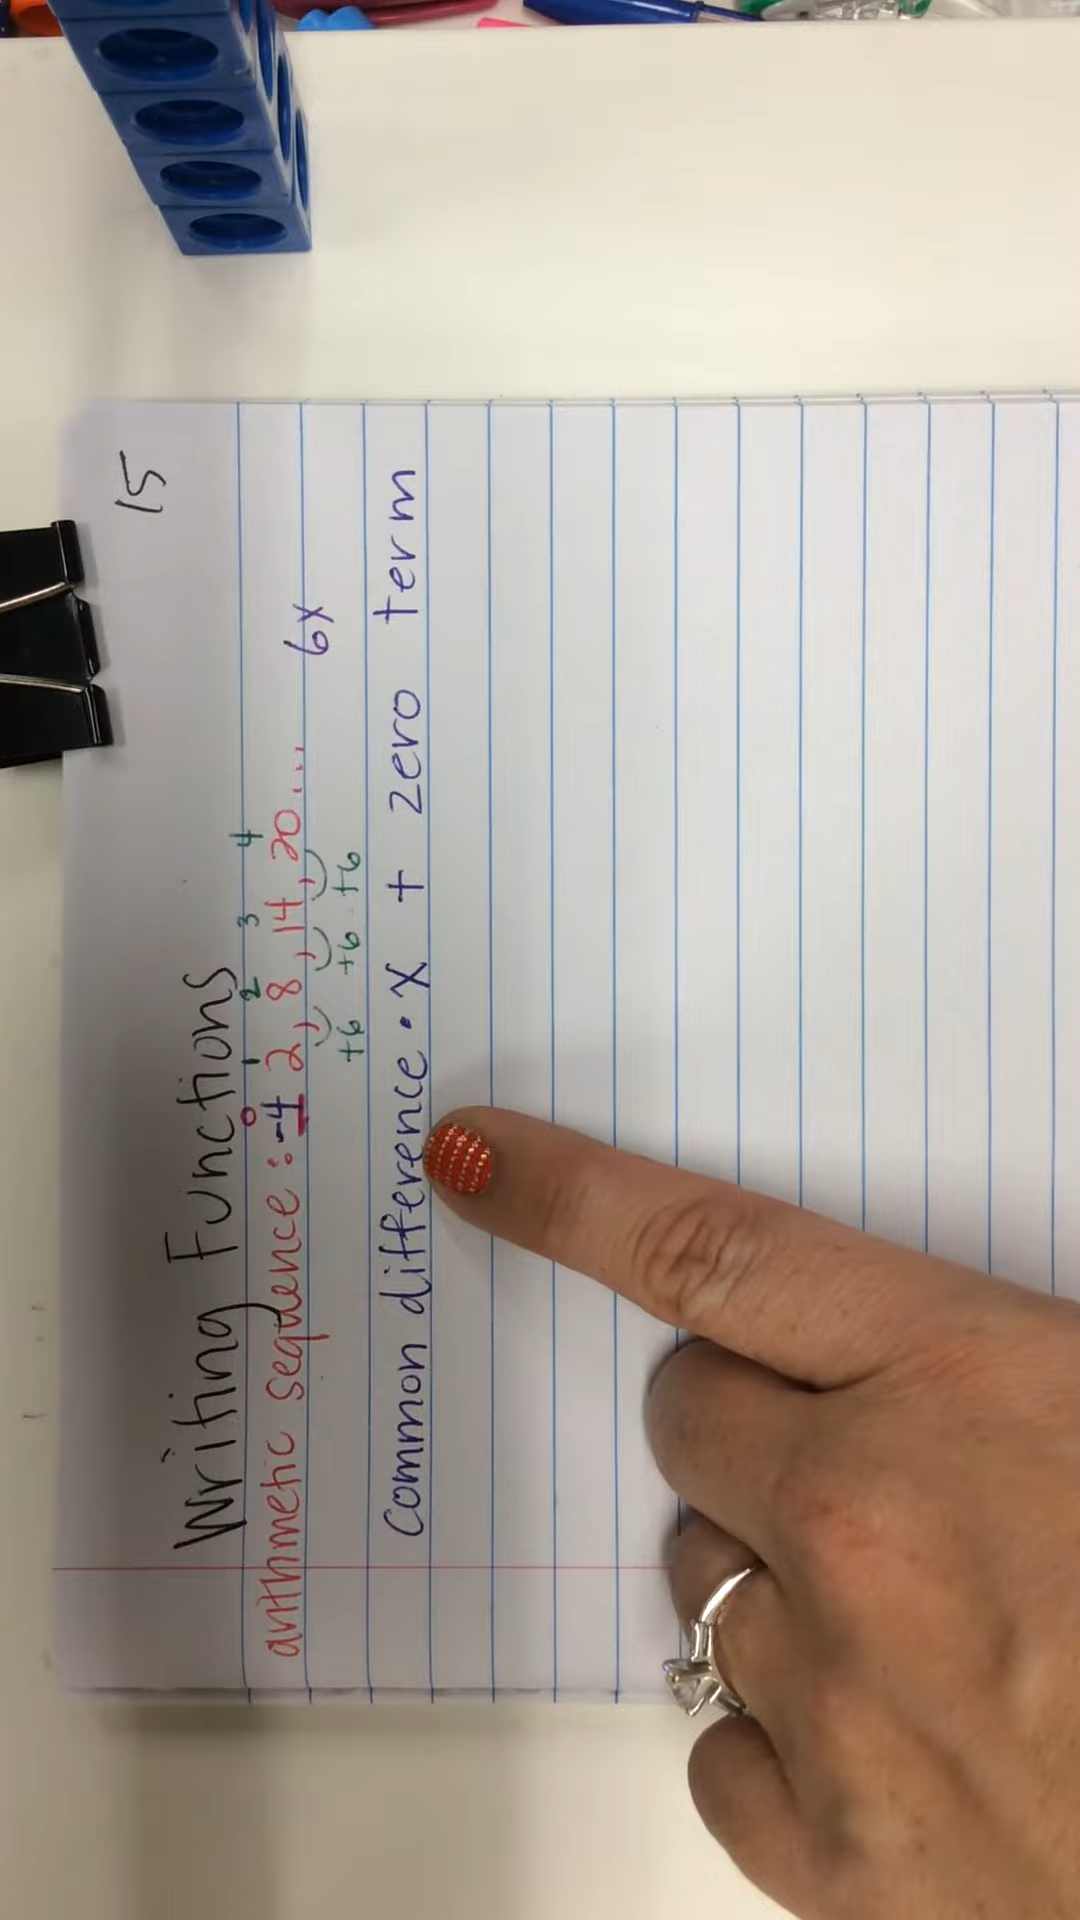 15
Writing Functions
0 1 2 3 4
arithmetic sequence: -4 2, 8, 14, 20... 6x
+6 +6 +6
Common difference • x + zero term